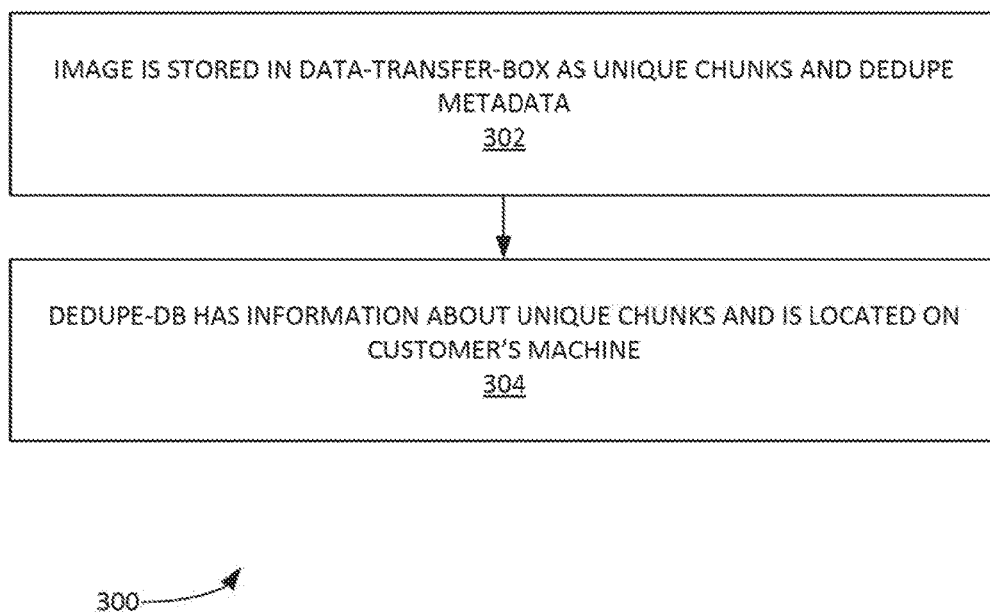 IMAGE IS STORED IN DATA-TRANSFER-BOX AS UNIQUE CHUNKS AND DEDUPE
METADATA
302
DEDUPE-DB HAS INFORMATION ABOUT UNIQUE CHUNKS AND IS LOCATED ON
CUSTOMER'S MACHINE
304
300